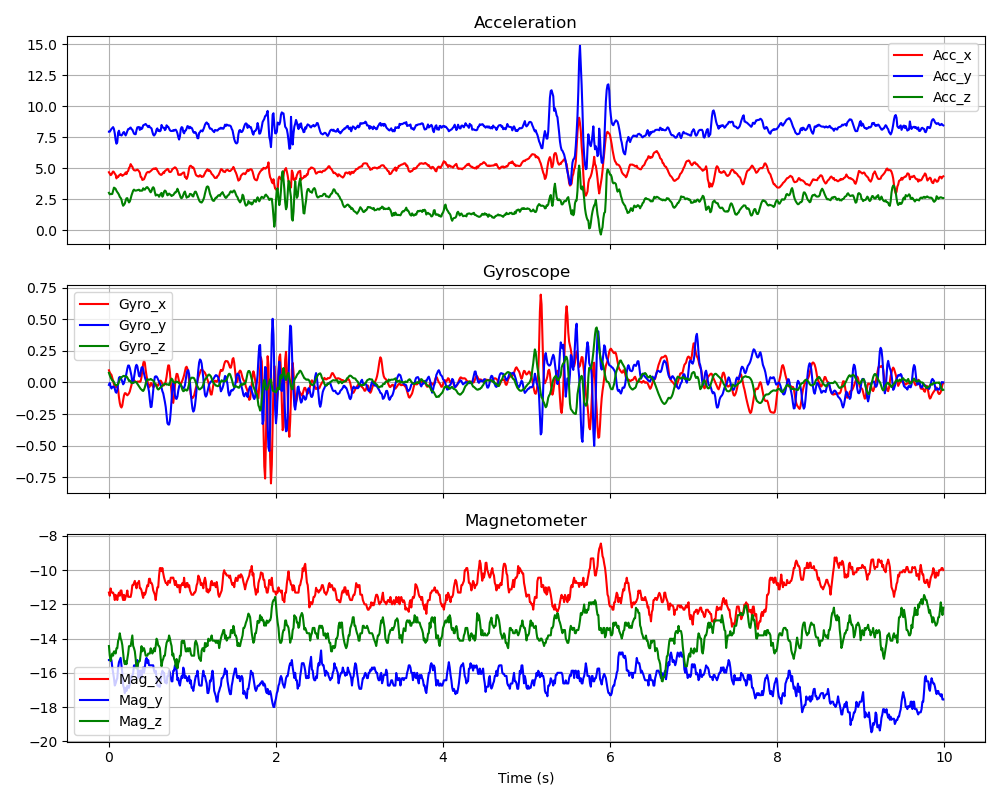 Acceleration
15.0
12.5
10.0
7.5
5.0
2.5
0.0
Acc_x
Acc_y
Acc_z
Gyroscope
0.75
0.50
0.25
0.00
−0.25
−0.50
−0.75
Gyro_x
Gyro_y
Gyro_z
Magnetometer
−8
−10
−12
−14
−16
−18
−20
Mag_x
Mag_y
Mag_z
0 2 4 6 8 10
Time (s)